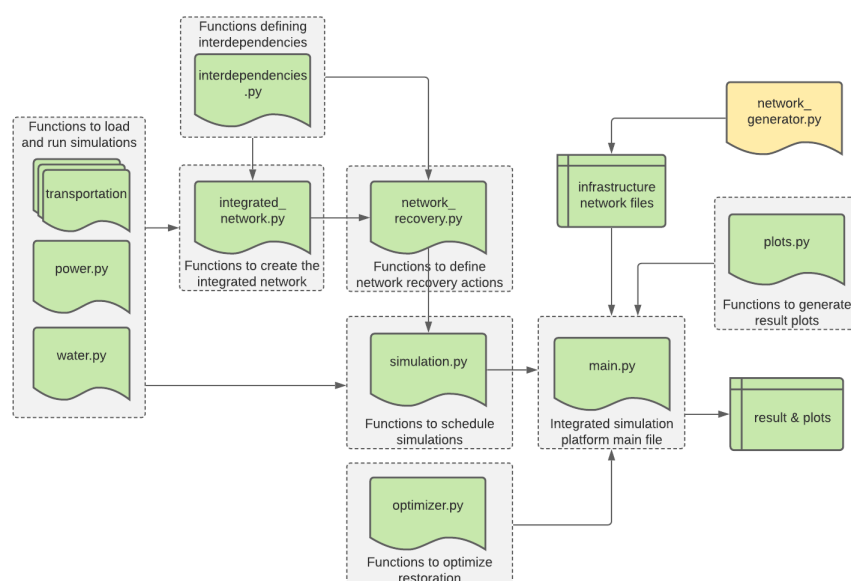 Functions defining
interdependencies
interdependencies
.py
Functions to load
and run simulations
transportation
power.py
water.py
integrated_
network.py
Functions to create the
integrated network
network_
recovery.py
Functions to define
network recovery actions
simulation.py
Functions to schedule
simulations
optimizer.py
Functions to optimize
restoration
network_
generator.py
infrastructure
network files
plots.py
Functions to generate
result plots
main.py
Integrated simulation
platform main file
result & plots